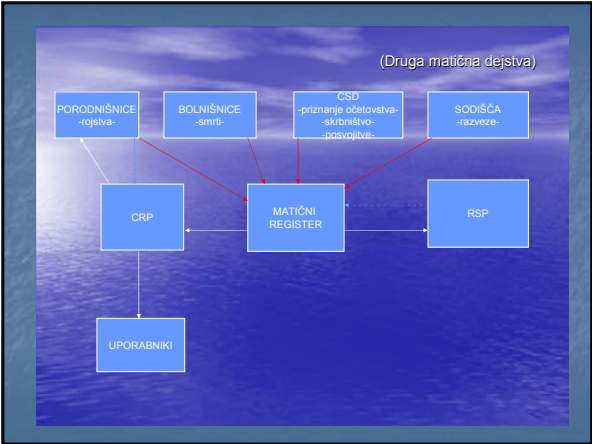 (Druga matična dejstva)
PORODNIŠNICE
-rojstva-
BOLNIŠNICE
-smrti-
CSD
-priznanje očetovstva-
-skrbništvo-
-posvojitve-
SODIŠČA
-razveze-
CRP
MATIČNI
REGISTER
RSP
UPORABNIKI